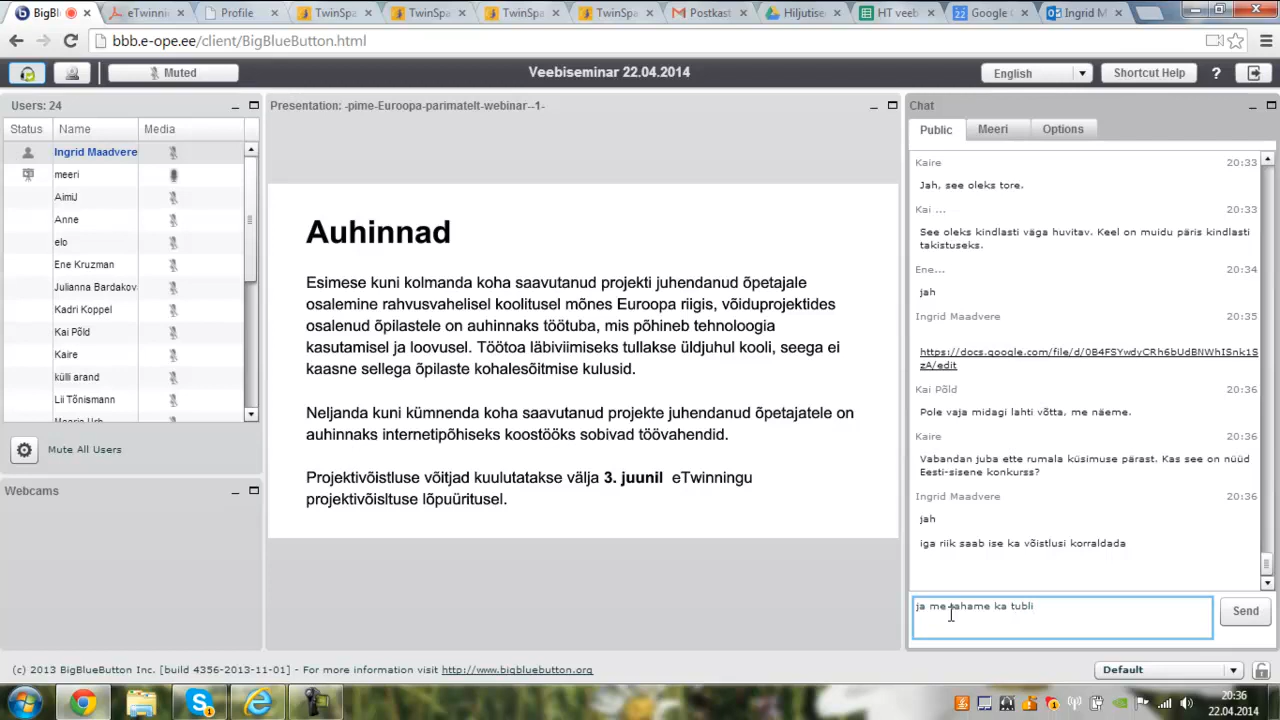 BigBl
eTwinnin
Profile
TwinSpa
TwinSpa
TwinSpa
TwinSpa
Postkast
Hiljutise
HT veeb
Google C
Ingrid M
bbb.e-ope.ee/client/BigBlueButton.html
Muted
Veebiseminar 22.04.2014
English
Shortcut Help
?
Users: 24
Status Name Media
Ingrid Maadvere
meeri
AimiJ
Anne
elo
Ene Kruzman
Julianna Bardakov
Kadri Koppel
Kai Põld
Kaire
külli arand
Lii Tõnismann
Mute All Users
Webcams
Presentation: -pime-Euroopa-parimatelt-webinar--1-
Auhinnad
Esimese kuni kolmanda koha saavutanud projekti juhendanud õpetajale
osalemine rahvusvahelisel koolitusel mõnes Euroopa riigis, võiduprojektides
osalenud õpilastele on auhinnaks töötuba, mis põhineb tehnoloogia
kasutamisel ja loovusel. Töötoa läbiviimiseks tullakse üldjuhul kooli, seega ei
kaasne sellega õpilaste kohalesõitmise kulusid.
Neljanda kuni kümnenda koha saavutanud projekte juhendanud õpetajatele on
auhinnaks internetipõhiseks koostööks sobivad töövahendid.
Projektivõistluse võitjad kuulutatakse välja 3. juunil eTwinningu
projektivõisltuse lõpuüritusel.
Chat
Public Meeri Options
Kaire 20:33
Jah, see oleks tore.
Kai ... 20:33
See oleks kindlasti väga huvitav. Keel on muidu päris kindlasti
takistuseks.
Ene... 20:34
jah
Ingrid Maadvere 20:35
https://docs.google.com/file/d/0B4FSYwdvCRh6bUdBNWhISnk1S
zA/edit
Kai Põld 20:36
Pole vaja midagi lahti võtta, me näeme.
Kaire 20:36
Vabandan juba ette rumala küsimuse pärast. Kas see on nüüd
Eesti-sisene konkurss?
Ingrid Maadvere 20:36
jah
iga riik saab ise ka võistlusi korraldada
ja me tahame ka tubli
Send
(c) 2013 BigBlueButton Inc. [build 4356-2013-11-01] - For more information visit http://www.bigbluebutton.org
Default
20:36
22.04.2014